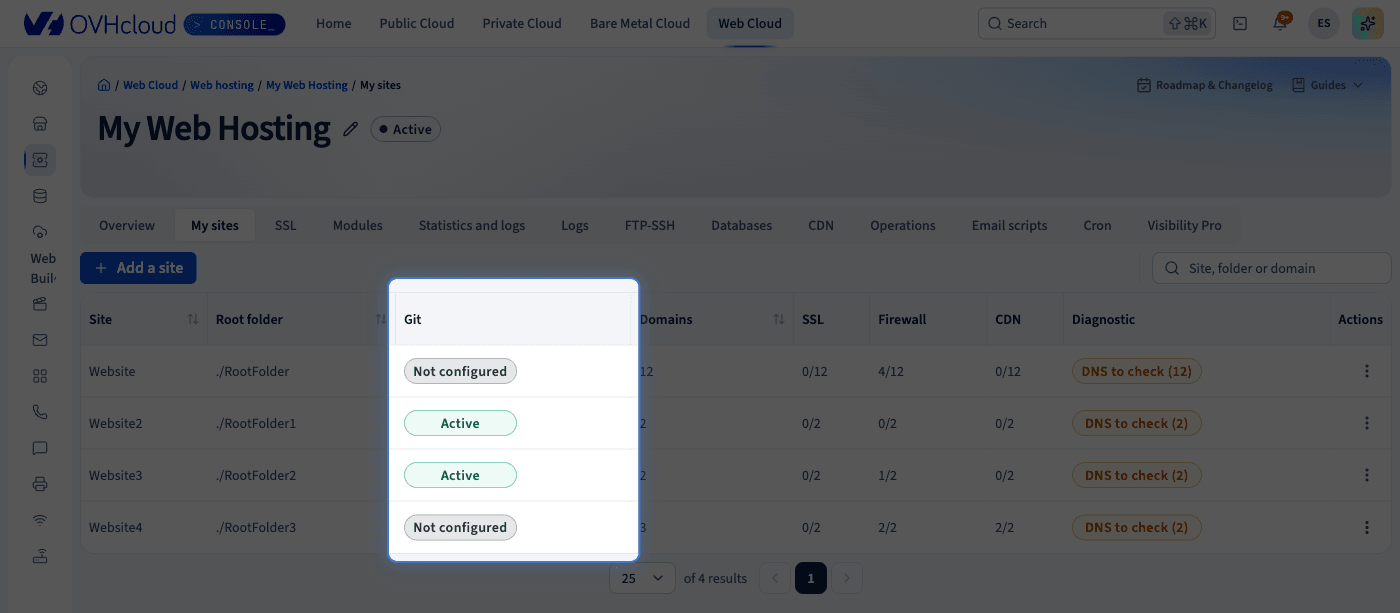 OVHcloud > CONSOLE_ Home Public Cloud Private Cloud Bare Metal Cloud Web Cloud Search ⇧⌘K 9+ ES
/ Web Cloud / Web hosting / My Web Hosting / My sites Roadmap & Changelog Guides
My Web Hosting Active
Overview My sites SSL Modules Statistics and logs Logs FTP-SSH Databases CDN Operations Email scripts Cron Visibility Pro
Web
Buil
+ Add a site Site, folder or domain
Site Root folder Git Domains SSL Firewall CDN Diagnostic Actions
Website ./RootFolder Not configured 12 0/12 4/12 0/12 DNS to check (12)
Website2 ./RootFolder1 Active 2 0/2 0/2 0/2 DNS to check (2)
Website3 ./RootFolder2 Active 2 0/2 1/2 0/2 DNS to check (2)
Website4 ./RootFolder3 Not configured 3 0/2 2/2 2/2 DNS to check (2)
25 of 4 results 1